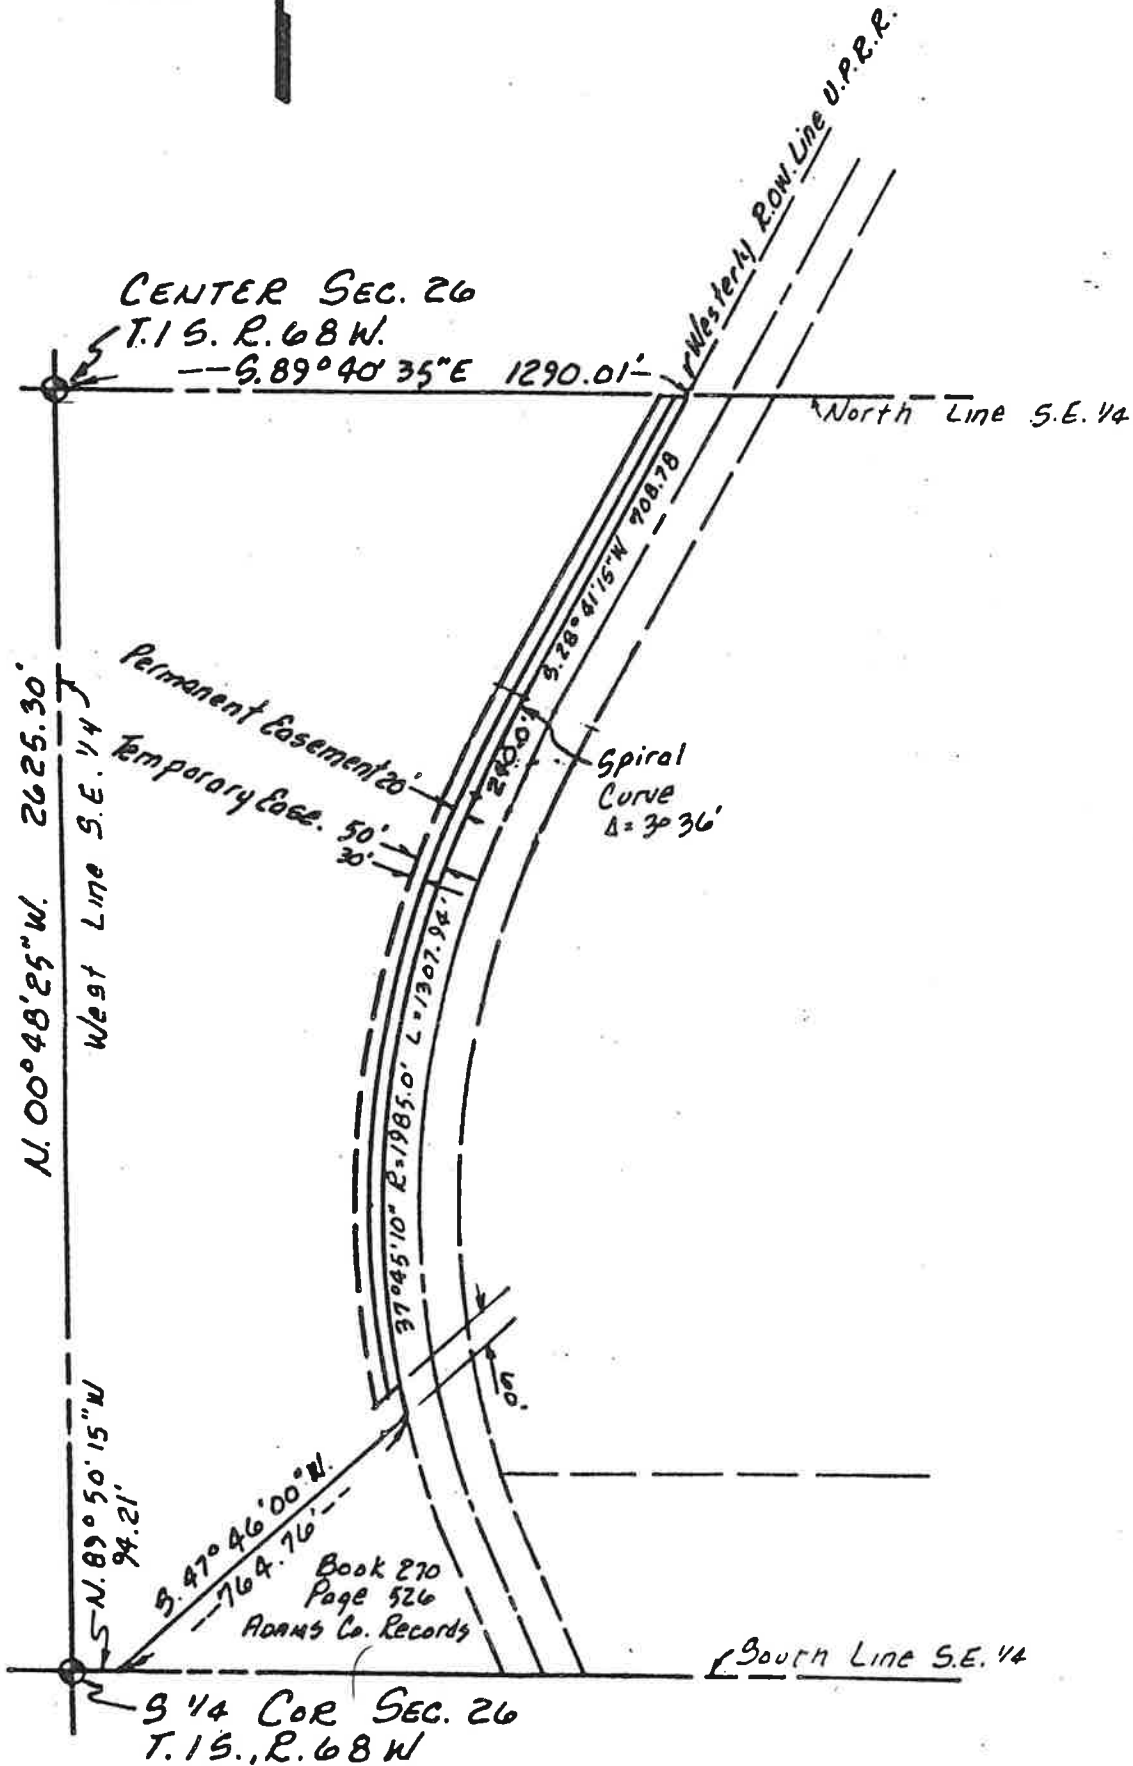 Westerly R.O.W. Line U.P.R.R.
CENTER SEC. 26
T.1 S. R.68 W.
S.89°40'35"E 1290.01'
North Line S.E. 1/4
S.28°41'15"W 708.78
Permanent Easement 20'
Temporary Ease. 50'
30'
240.0'
Spiral
Curve
Δ=3°36'
N.00°48'25"W. 2625.30'
West Line S.E. 1/4
37°45'10" R=1985.0' L=1307.94'
60'
N.89°50'15"W
94.21'
S.47°46'00"W.
764.76'
Book 270
Page 526
ADAMS Co. Records
South Line S.E. 1/4
S 1/4 COR SEC. 26
T.1S., R.68 W